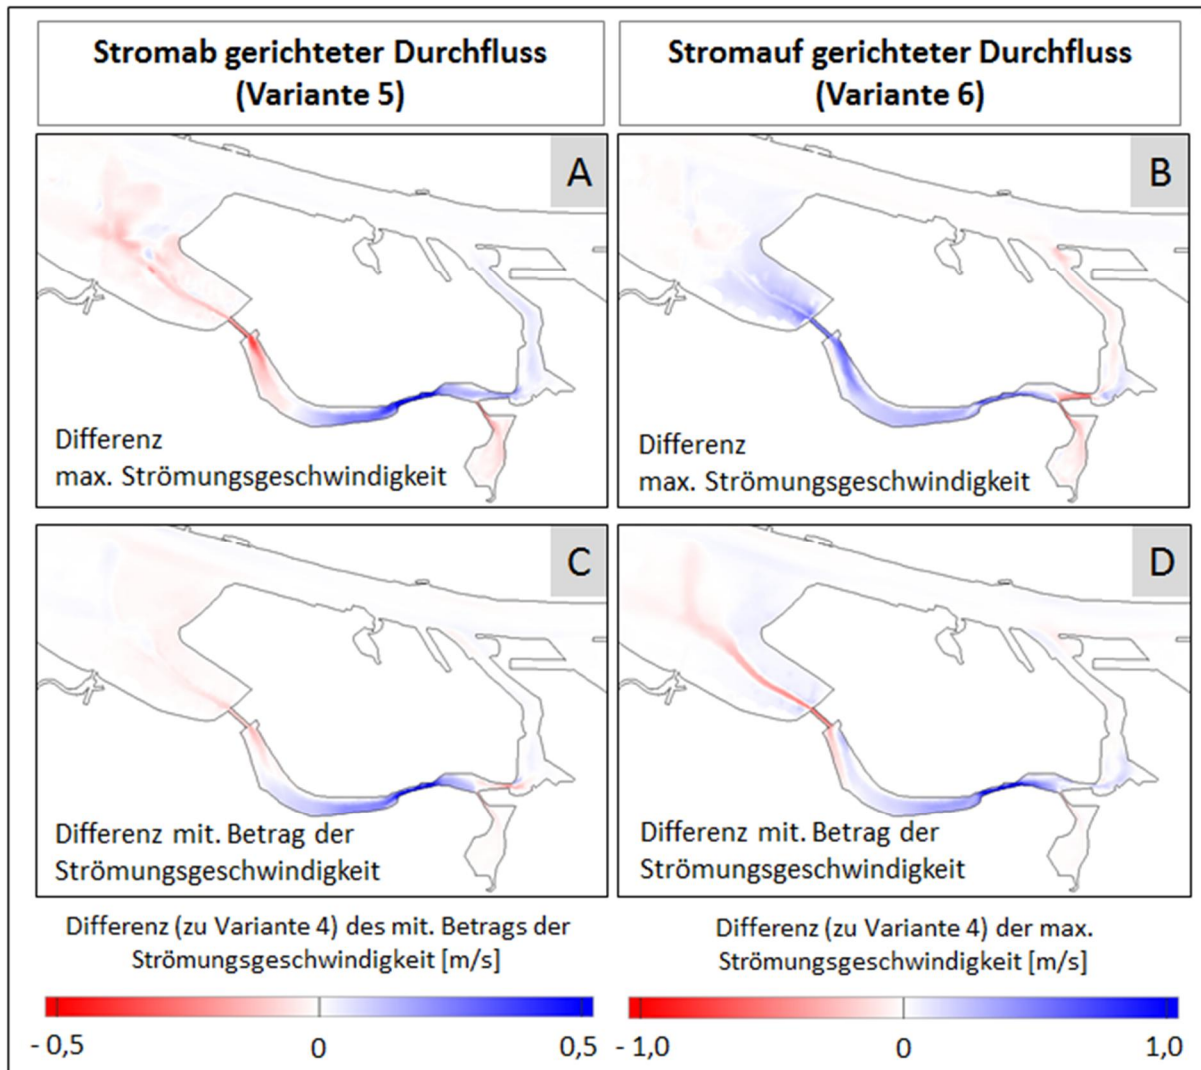 Stromab gerichteter Durchfluss
(Variante 5)
Stromauf gerichteter Durchfluss
(Variante 6)
A
Differenz
max. Strömungsgeschwindigkeit
B
Differenz
max. Strömungsgeschwindigkeit
C
Differenz mit. Betrag der
Strömungsgeschwindigkeit
D
Differenz mit. Betrag der
Strömungsgeschwindigkeit
Differenz (zu Variante 4) des mit. Betrags der
Strömungsgeschwindigkeit [m/s]
- 0,5 0 0,5
Differenz (zu Variante 4) der max.
Strömungsgeschwindigkeit [m/s]
- 1,0 0 1,0